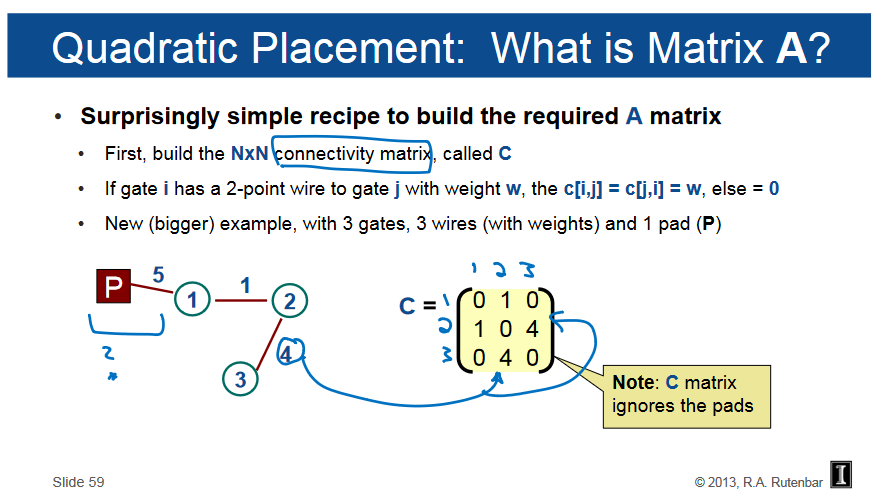 Quadratic Placement: What is Matrix A?
• Surprisingly simple recipe to build the required A matrix
• First, build the NxN connectivity matrix, called C
• If gate i has a 2-point wire to gate j with weight w, the c[i,j] = c[j,i] = w, else = 0
• New (bigger) example, with 3 gates, 3 wires (with weights) and 1 pad (P)
1 2 3
P 5 1 1 2
C = 1 0 1 0
2 1 0 4
3 0 4 0
4
3
2
*
Note: C matrix
ignores the pads
Slide 59
© 2013, R.A. Rutenbar I